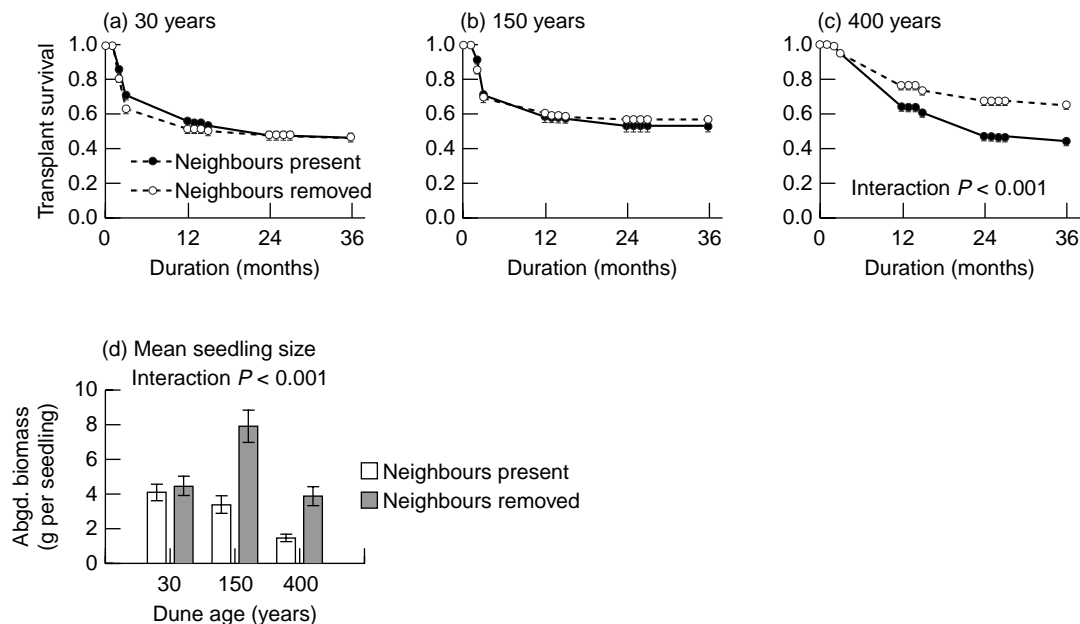 (a) 30 years
(b) 150 years
(c) 400 years
Transplant survival
1.0
0.8
0.6
0.4
0.2
0.0
Neighbours present
Neighbours removed
0 12 24 36
Duration (months)
1.0
0.8
0.6
0.4
0.2
0.0
0 12 24 36
Duration (months)
1.0
0.8
0.6
0.4
0.2
0.0
Interaction P < 0.001
0 12 24 36
Duration (months)
(d) Mean seedling size
Interaction P < 0.001
Abgd. biomass
(g per seedling)
10
8
6
4
2
0
30 150 400
Dune age (years)
Neighbours present
Neighbours removed